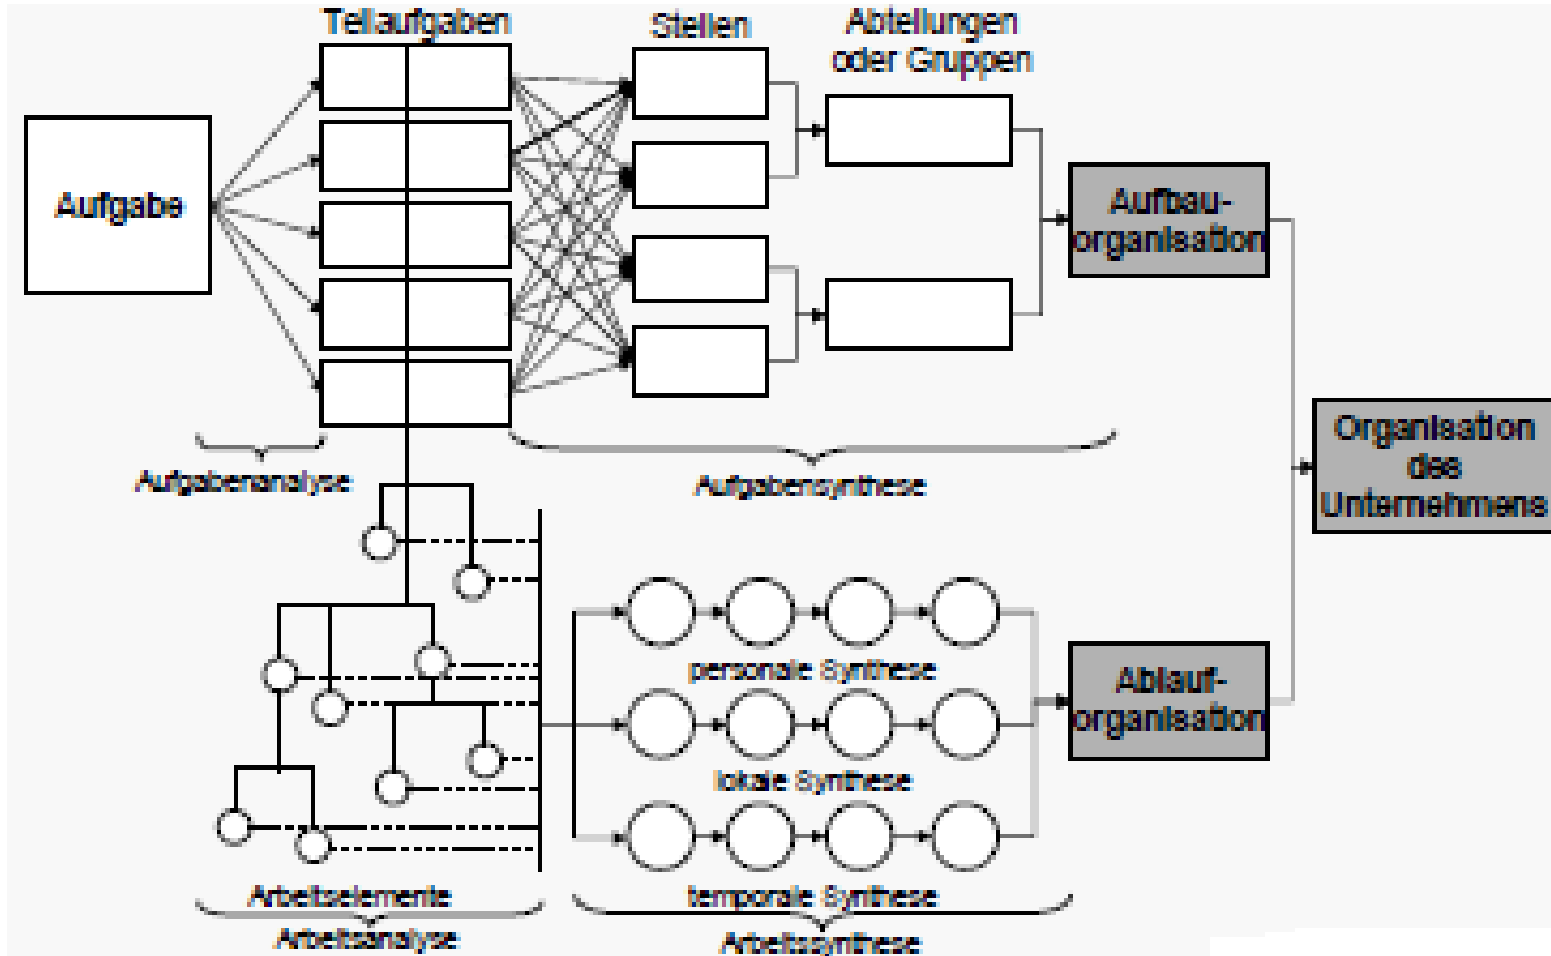 Teilaufgaben
Stellen
Abteilungen
oder Gruppen
Aufgabe
Aufbau-
organisation
Organisation
des
Unternehmens
Aufgabenanalyse
Aufgabensynthese
personale Synthese
lokale Synthese
Ablauf-
organisation
Arbeitselemente
temporale Synthese
Arbeitsanalyse
Arbeitssynthese